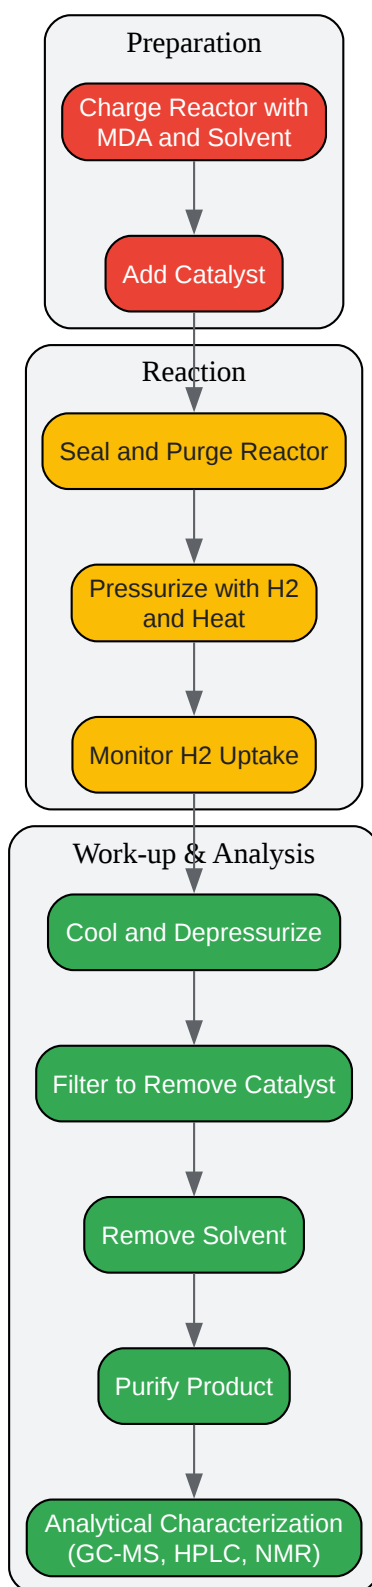 Preparation
Charge Reactor with
MDA and Solvent
Add Catalyst
Reaction
Seal and Purge Reactor
Pressurize with H2
and Heat
Monitor H2 Uptake
Work-up & Analysis
Cool and Depressurize
Filter to Remove Catalyst
Remove Solvent
Purify Product
Analytical Characterization
(GC-MS, HPLC, NMR)